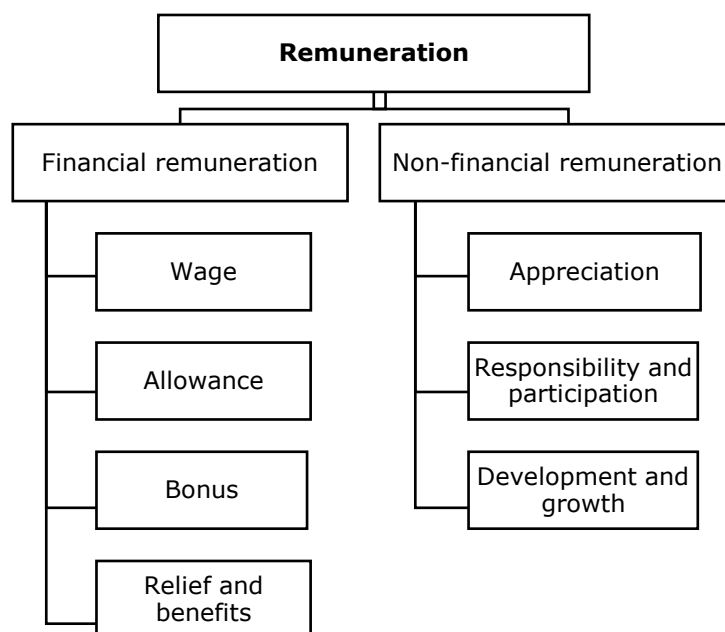 Remuneration
Financial remuneration
Non-financial remuneration
Wage
Allowance
Bonus
Relief and
benefits
Appreciation
Responsibility and
participation
Development and
growth